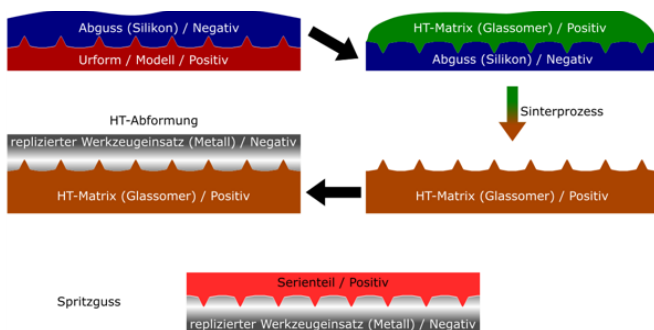 Abguss (Silikon) / Negativ
Urform / Modell / Positiv
HT-Matrix (Glassomer) / Positiv
Abguss (Silikon) / Negativ
Sinterprozess
HT-Abformung
replizierter Werkzeugeinsatz (Metall) / Negativ
HT-Matrix (Glassomer) / Positiv
HT-Matrix (Glassomer) / Positiv
Spritzguss
Serienteil / Positiv
replizierter Werkzeugeinsatz (Metall) / Negativ